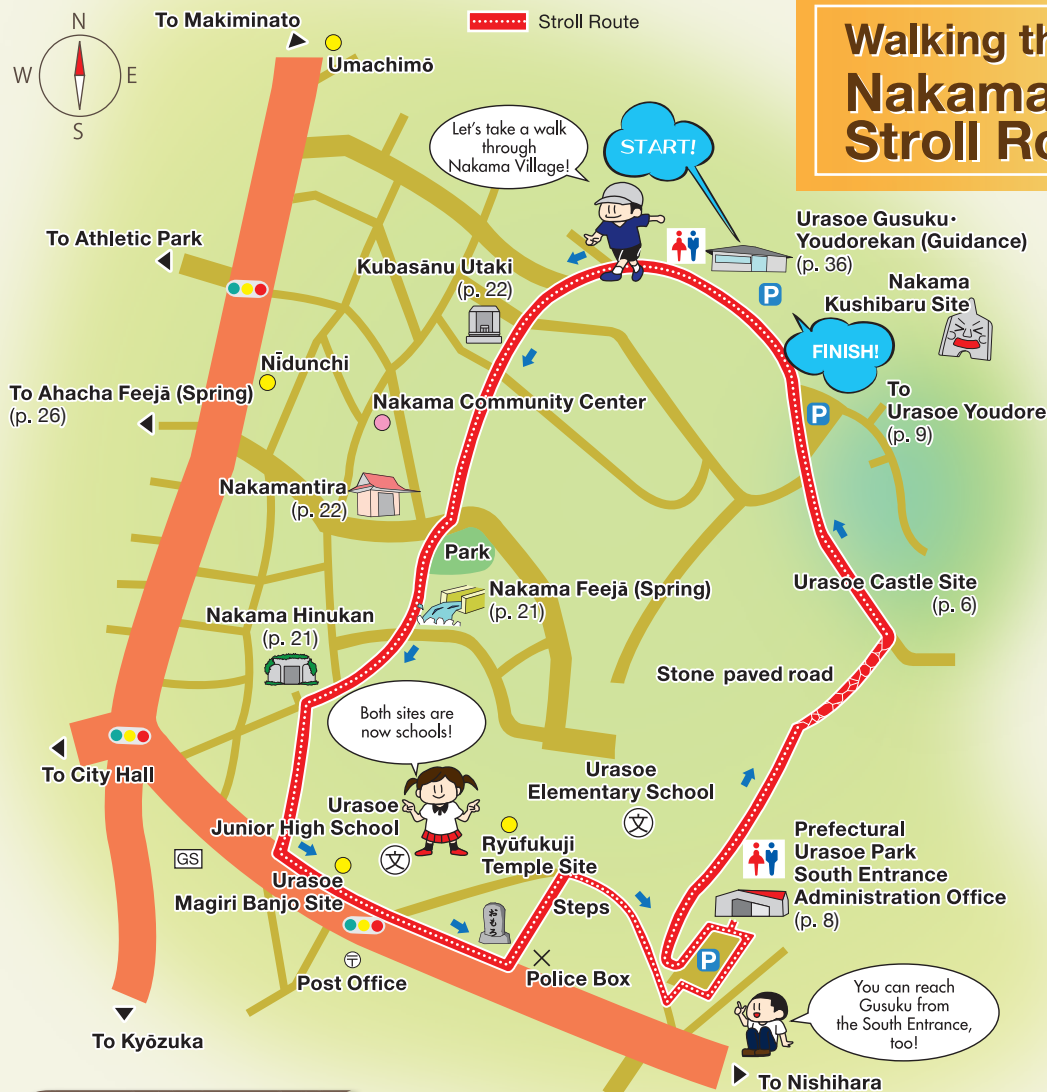 To Makiminato
Stroll Route
N
W
E
S
Umachimō
Walking th
Nakama
Stroll Ro
Let's take a walk
through
Nakama Village!
START!
Urasoe Gusuku・
Youdorekan (Guidance)
(p. 36)
To Athletic Park
Kubasānu Utaki
(p. 22)
P
Nakama
Kushibaru Site
FINISH!
Nīdunchi
To Ahacha Feejā (Spring)
(p. 26)
Nakama Community Center
P
To
Urasoe Youdore
(p. 9)
Nakamantira
(p. 22)
Park
Nakama Feejā (Spring)
(p. 21)
Urasoe Castle Site
(p. 6)
Nakama Hinukan
(p. 21)
Stone paved road
Both sites are
now schools!
To City Hall
Urasoe
Elementary School
文
Urasoe
Junior High School
文
Ryūfukuji
Temple Site
Prefectural
Urasoe Park
South Entrance
Administration Office
(p. 8)
GS
Urasoe
Magiri Banjo Site
おもろ
Steps
P
〒
Post Office
Police Box
You can reach
Gusuku from
the South Entrance,
too!
To Kyōzuka
To Nishihara